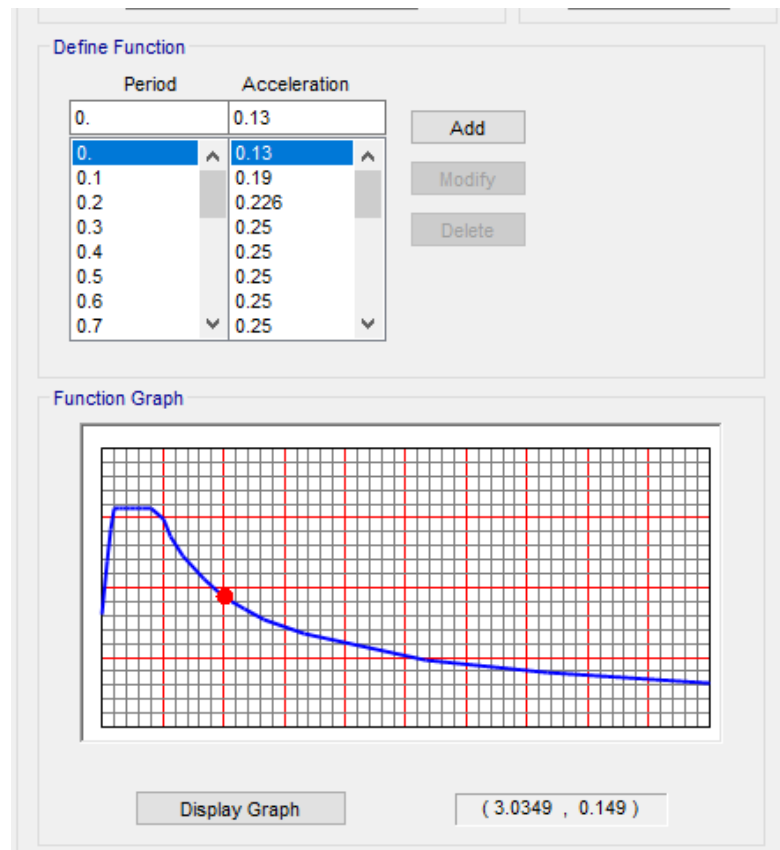 Define Function
Period Acceleration
0. 0.13
Add
0. 0.13
0.1 0.19
Modify
0.2 0.226
0.3 0.25
Delete
0.4 0.25
0.5 0.25
0.6 0.25
0.7 0.25
Function Graph
Display Graph
( 3.0349 , 0.149 )